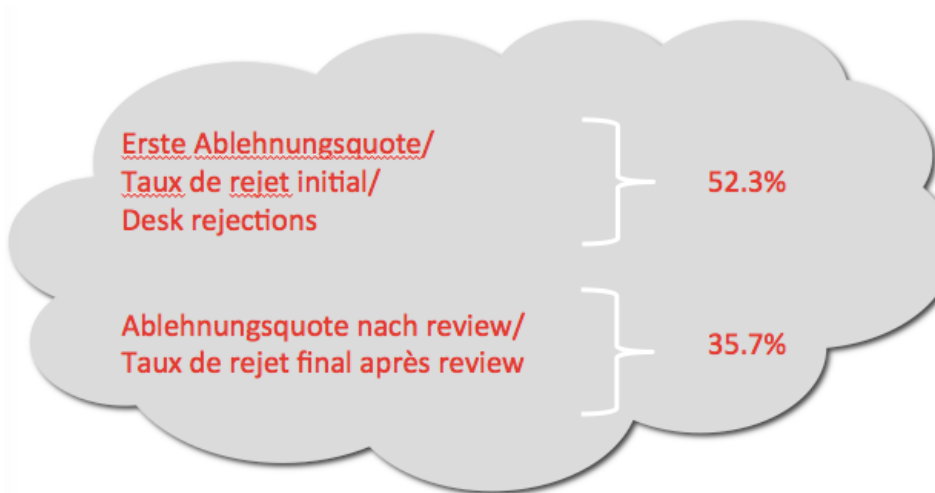 Erste Ablehnungsquote/
Taux de rejet initial/
Desk rejections
52.3%
Ablehnungsquote nach review/
Taux de rejet final après review
35.7%